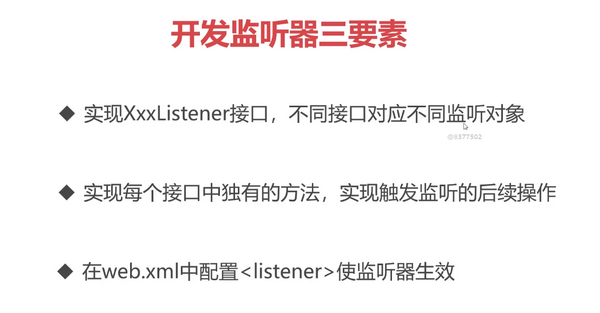 开发监听器三要素
◆ 实现XxxListener接口，不同接口对应不同监听对象
◆ 实现每个接口中独有的方法，实现触发监听的后续操作
◆ 在web.xml中配置<listener>使监听器生效